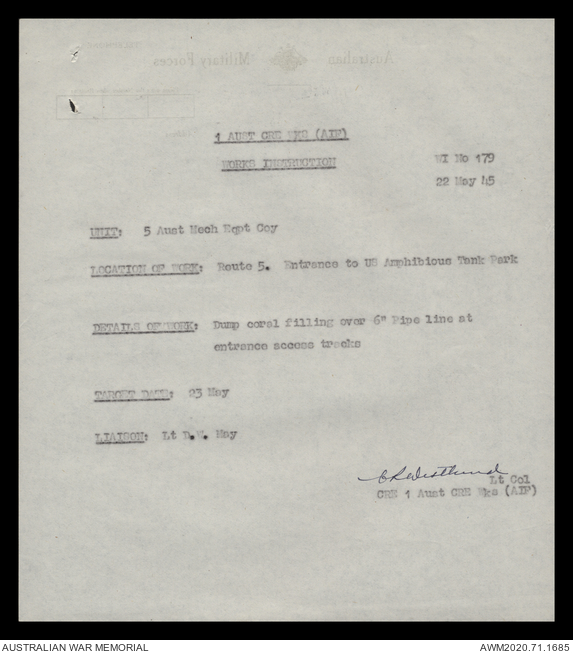 1 AUST CRE WKS (AIF)
WORKS INSTRUCTION
WI No 179
22 May 45
UNIT: 5 Aust Mech Eqpt Coy
LOCATION OF WORK: Route 5. Entrance to US Amphibious Tank Park
DETAILS OF WORK: Dump coral filling over 6" Pipe line at
entrance access tracks
TARGET DATE: 23 May
LIAISON: Lt D.W. May
Lt Col
CRE 1 Aust CRE Wks (AIF)
AUSTRALIAN WAR MEMORIAL
AWM2020.71.1685